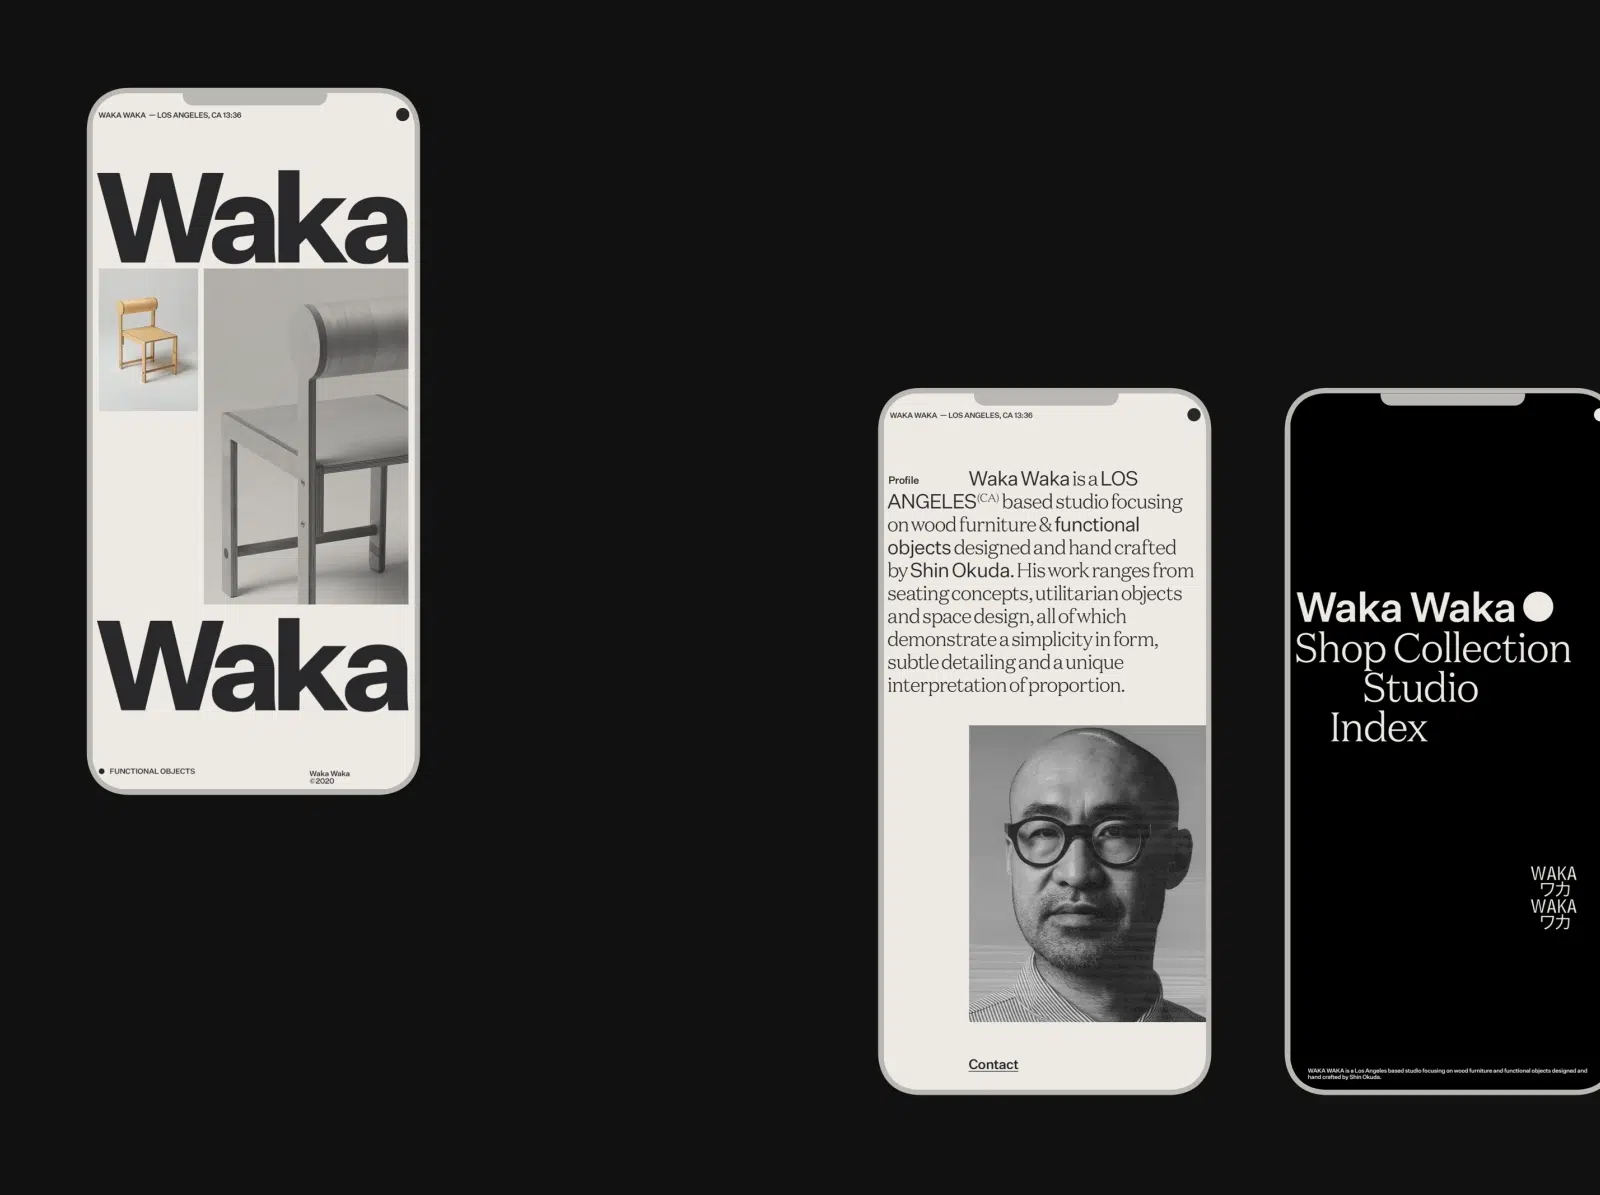 WAKA WAKA — LOS ANGELES, CA 13:36
Waka
Waka
FUNCTIONAL OBJECTS
Waka Waka
©2020
WAKA WAKA — LOS ANGELES, CA 13:36
Profile
Waka Waka is a LOS
ANGELES(CA) based studio focusing
on wood furniture & functional
objects designed and hand crafted
by Shin Okuda. His work ranges from
seating concepts, utilitarian objects
and space design, all of which
demonstrate a simplicity in form,
subtle detailing and a unique
interpretation of proportion.
Contact
Waka Waka
Shop Collection
Studio
Index
WAKA
ワカ
WAKA
ワカ
WAKA WAKA is a Los Angeles based studio focusing on wood furniture and functional objects designed and
hand crafted by Shin Okuda.